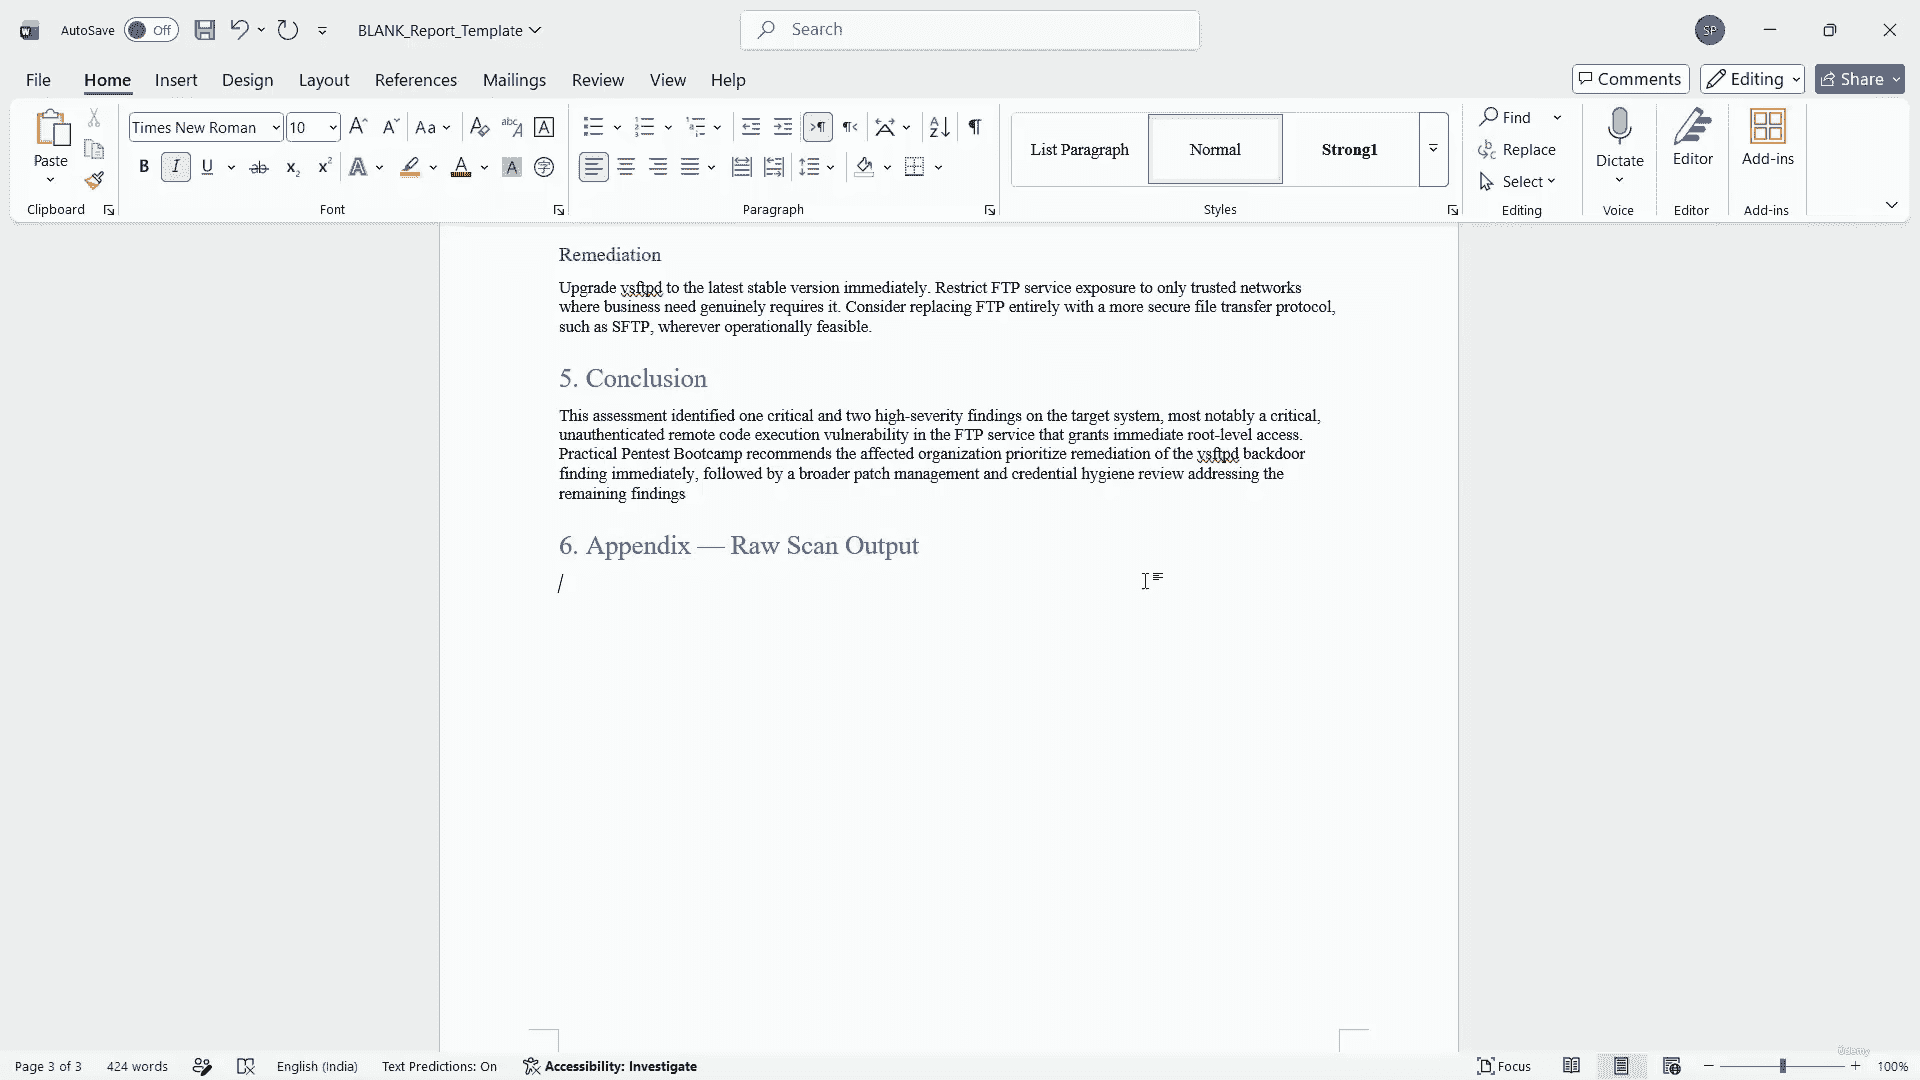 AutoSave Off BLANK_Report_Template Search SP
File Home Insert Design Layout References Mailings Review View Help Comments Editing Share
Paste Times New Roman 10 Aa List Paragraph Normal Strong1 Find Replace Select Dictate Editor Add-ins
Clipboard Font Paragraph Styles Editing Voice Editor Add-ins
Remediation
Upgrade vsftpd to the latest stable version immediately. Restrict FTP service exposure to only trusted networks
where business need genuinely requires it. Consider replacing FTP entirely with a more secure file transfer protocol,
such as SFTP, wherever operationally feasible.
5. Conclusion
This assessment identified one critical and two high-severity findings on the target system, most notably a critical,
unauthenticated remote code execution vulnerability in the FTP service that grants immediate root-level access.
Practical Pentest Bootcamp recommends the affected organization prioritize remediation of the vsftpd backdoor
finding immediately, followed by a broader patch management and credential hygiene review addressing the
remaining findings
6. Appendix — Raw Scan Output
Page 3 of 3 424 words English (India) Text Predictions: On Accessibility: Investigate Focus 100%
Udemy